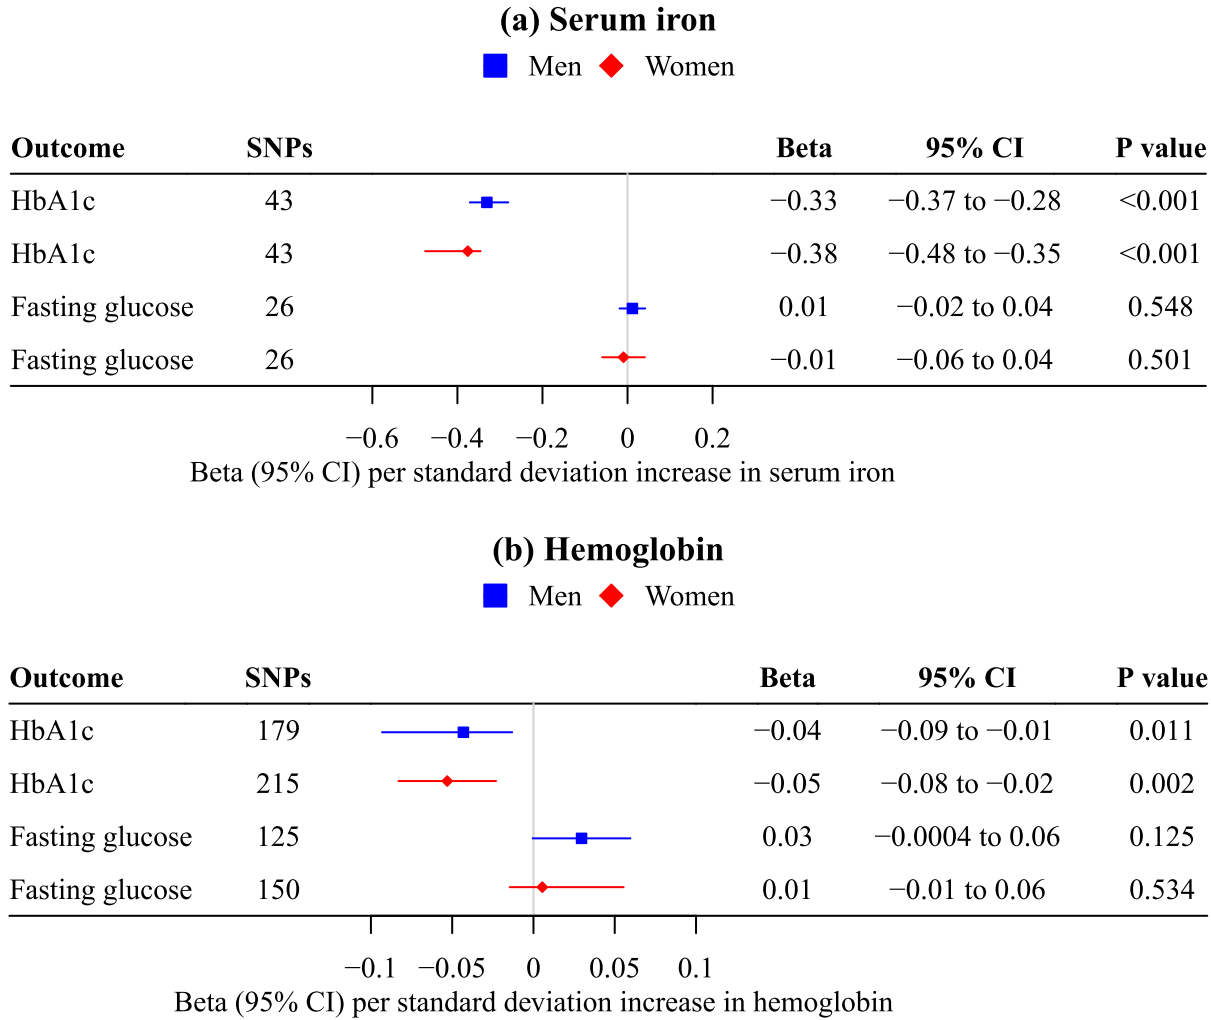 (a) Serum iron
Men Women
Outcome SNPs Beta 95% CI P value
HbA1c 43 −0.33 −0.37 to −0.28 <0.001
HbA1c 43 −0.38 −0.48 to −0.35 <0.001
Fasting glucose 26 0.01 −0.02 to 0.04 0.548
Fasting glucose 26 −0.01 −0.06 to 0.04 0.501
−0.6 −0.4 −0.2 0 0.2
Beta (95% CI) per standard deviation increase in serum iron
(b) Hemoglobin
Men Women
Outcome SNPs Beta 95% CI P value
HbA1c 179 −0.04 −0.09 to −0.01 0.011
HbA1c 215 −0.05 −0.08 to −0.02 0.002
Fasting glucose 125 0.03 −0.0004 to 0.06 0.125
Fasting glucose 150 0.01 −0.01 to 0.06 0.534
−0.1 −0.05 0 0.05 0.1
Beta (95% CI) per standard deviation increase in hemoglobin